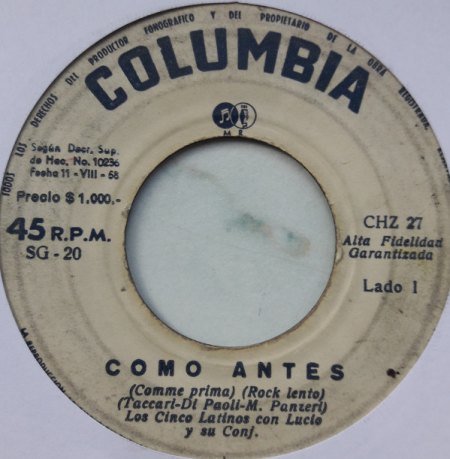 TODOS LOS DERECHOS DEL PRODUCTOR FONOGRAFICO Y DEL PROPIETARIO DE LA OBRA
COLUMBIA
M R
Según Decr. Sup.
de Hac. No. 10236
Fecha 11 - VIII - 58
Precio $ 1.000.-
45 R.P.M.
SG - 20
CHZ 27
Alta Fidelidad
Garantizada
Lado 1
COMO ANTES
(Comme prima) (Rock lento)
(Taccari-Di Paoli-M. Panzeri)
Los Cinco Latinos con Lucio
y su Conj.